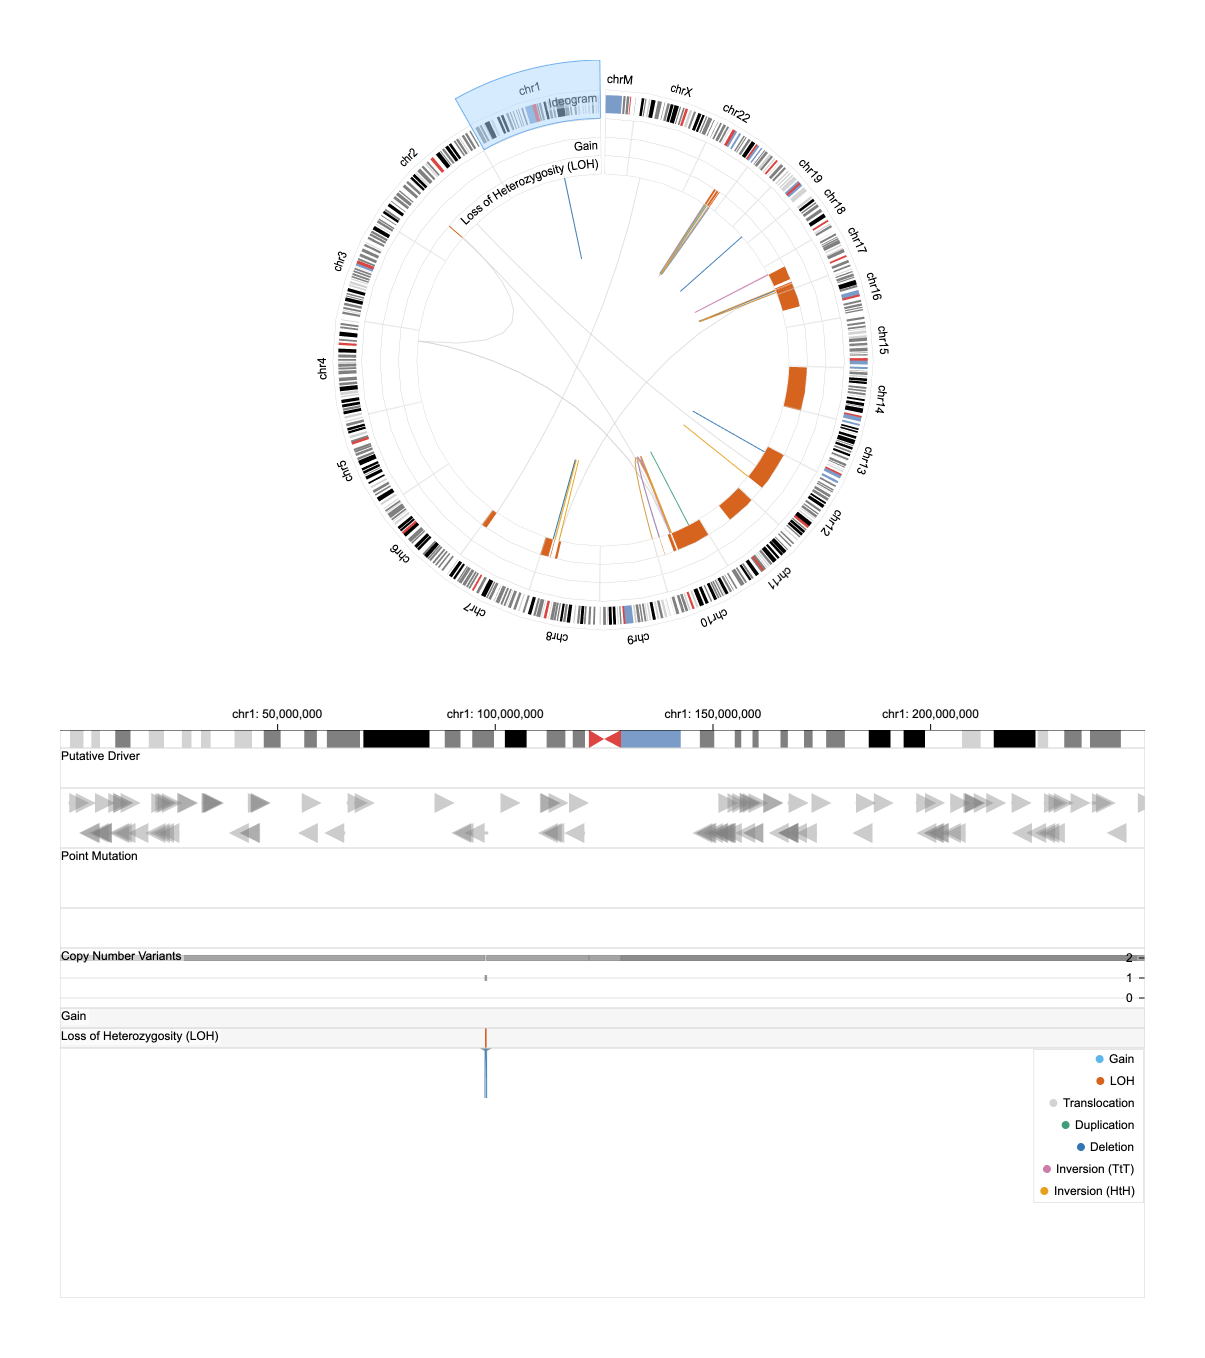 chr1
Ideogram
Gain
Loss of Heterozygosity (LOH)
chrM
chrX
chr22
chr19
chr18
chr17
chr16
chr15
chr14
chr13
chr12
chr11
chr10
chr9
chr8
chr7
chr6
chr5
chr4
chr3
chr2
chr1: 50,000,000 chr1: 100,000,000 chr1: 150,000,000 chr1: 200,000,000
Putative Driver
Point Mutation
Copy Number Variants
2
1
0
Gain
Loss of Heterozygosity (LOH)
Gain
LOH
Translocation
Duplication
Deletion
Inversion (TtT)
Inversion (HtH)